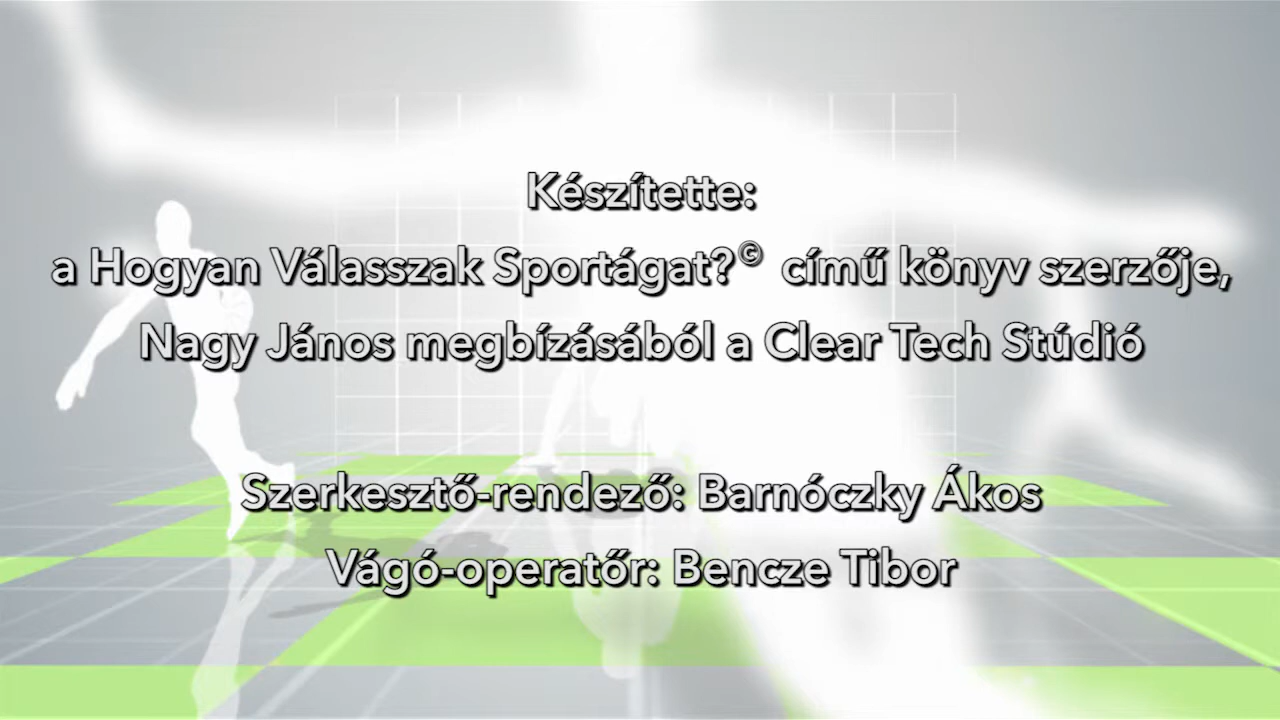 Készítette:
a Hogyan Válasszak Sportágat?© című könyv szerzője,
Nagy János megbízásából a Clear Tech Stúdió
Szerkesztő-rendező: Barnóczky Ákos
Vágó-operatőr: Bencze Tibor